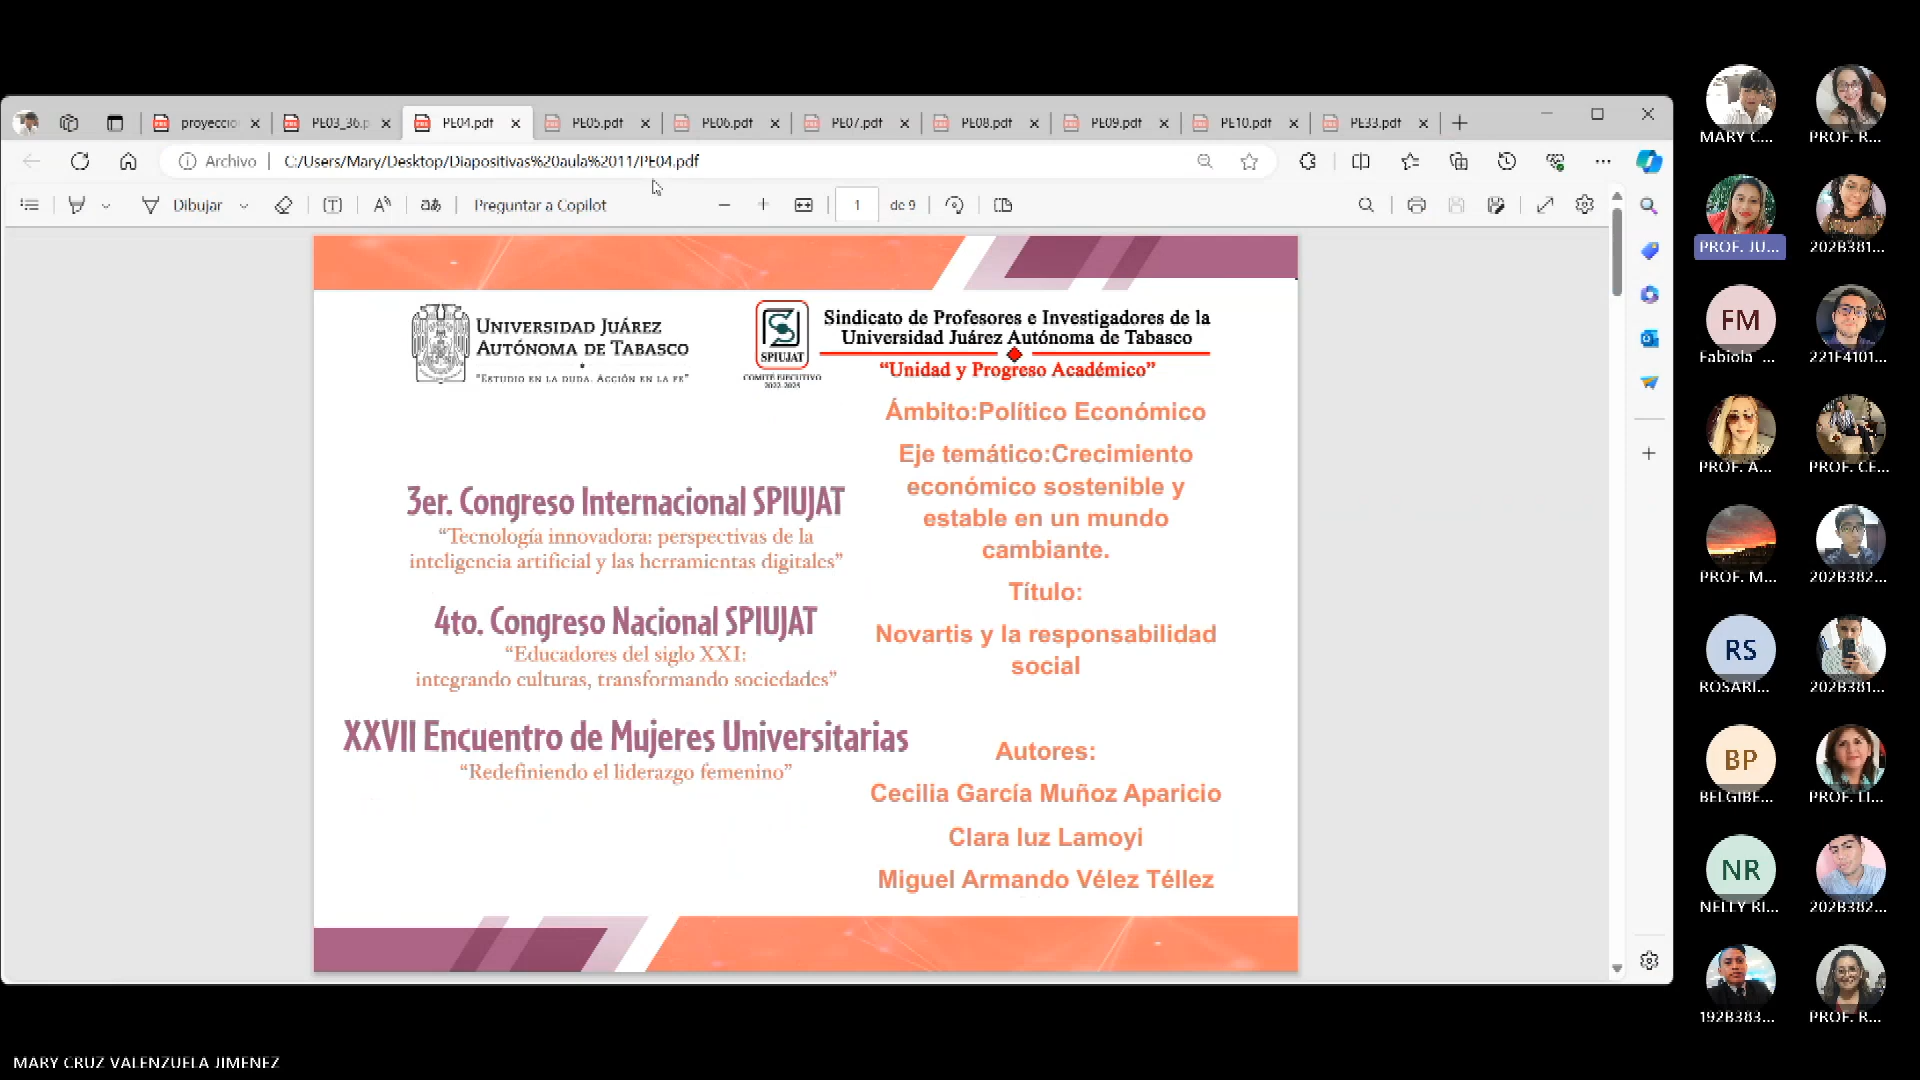 proyeccio
PE03_36.p
PE04.pdf
PE05.pdf
PE06.pdf
PE07.pdf
PE08.pdf
PE09.pdf
PE10.pdf
PE33.pdf
Archivo
C:/Users/Mary/Desktop/Diapositivas%20aula%2011/PE04.pdf
Dibujar
Preguntar a Copilot
1
de 9
UNIVERSIDAD JUÁREZ
AUTÓNOMA DE TABASCO
"ESTUDIO EN LA DUDA. ACCIÓN EN LA FE"
SPIUJAT
COMITÉ EJECUTIVO
2022-2025
Sindicato de Profesores e Investigadores de la
Universidad Juárez Autónoma de Tabasco
“Unidad y Progreso Académico”
3er. Congreso Internacional SPIUJAT
“Tecnología innovadora: perspectivas de la
inteligencia artificial y las herramientas digitales”
4to. Congreso Nacional SPIUJAT
“Educadores del siglo XXI:
integrando culturas, transformando sociedades”
XXVII Encuentro de Mujeres Universitarias
“Redefiniendo el liderazgo femenino”
Ámbito:Político Económico
Eje temático:Crecimiento
económico sostenible y
estable en un mundo
cambiante.
Título:
Novartis y la responsabilidad
social
Autores:
Cecilia García Muñoz Aparicio
Clara luz Lamoyi
Miguel Armando Vélez Téllez
MARY C...
PROF. R...
PROF. JU...
202B381...
FM
Fabiola ...
221F4101...
PROF. A...
PROF. CE...
PROF. M...
202B382...
RS
ROSARI...
202B381...
BP
BELGIBE...
PROF. LI...
NR
NELLY RI...
202B382...
192B383...
PROF. R...
MARY CRUZ VALENZUELA JIMENEZ